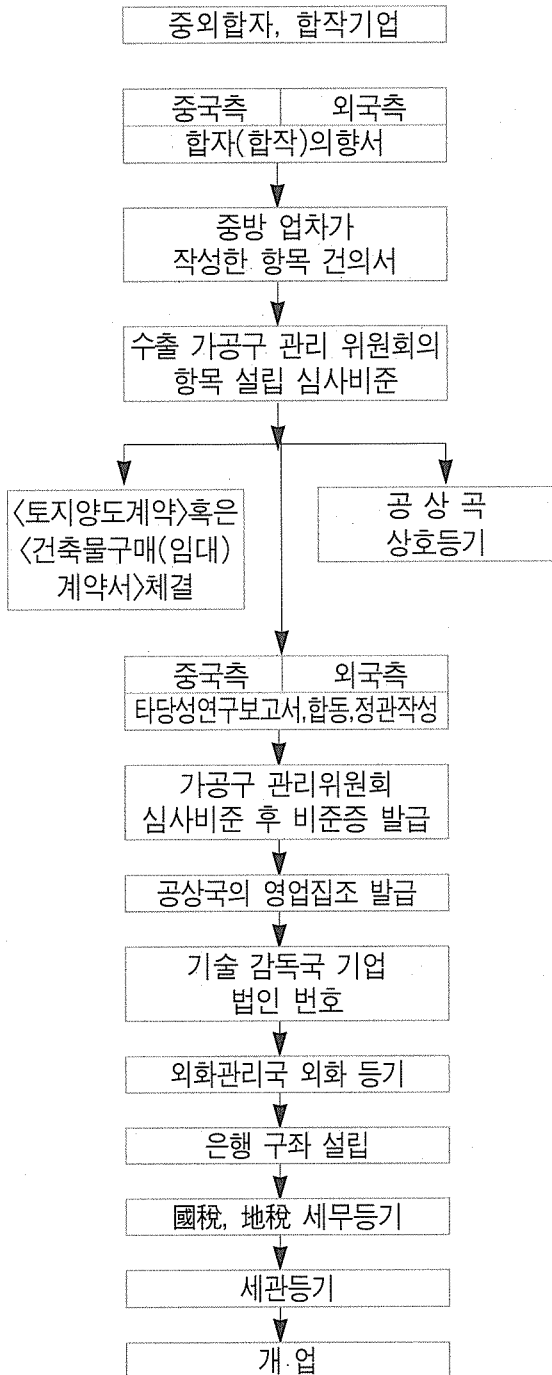 중외합자, 합작기업
중국측 외국측
합자(합작)의향서
중방 업차가
작성한 항목 건의서
수출 가공구 관리 위원회의
항목 설립 심사비준
〈토지양도계약〉혹은
〈건축물구매(임대)
계약서〉체결
공 상 곡
상호등기
중국측 외국측
타당성연구보고서,합동,정관작성
가공구 관리위원회
심사비준 후 비준증 발급
공상국의 영업집조 발급
기술 감독국 기업
법인 번호
외화관리국 외화 등기
은행 구좌 설립
國稅, 地稅 세무등기
세관등기
개 업